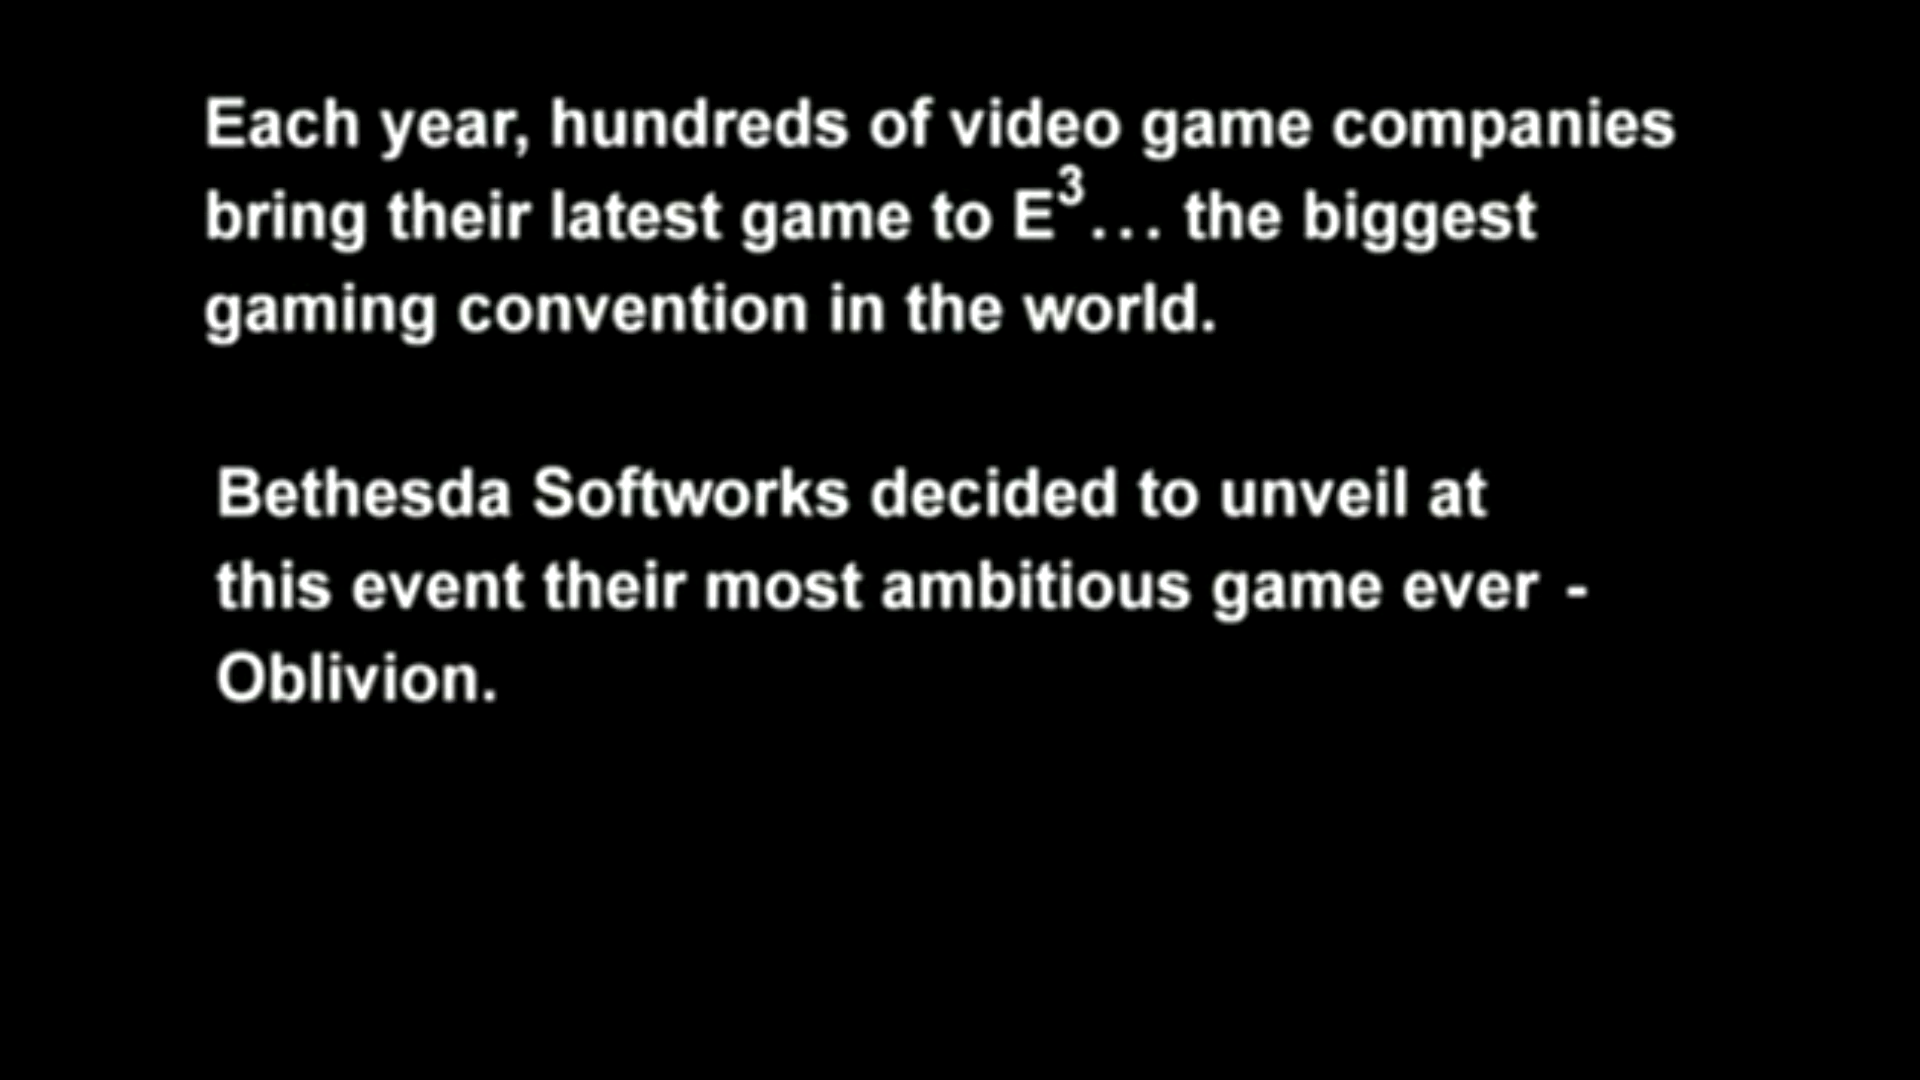 Each year, hundreds of video game companies
bring their latest game to E³... the biggest
gaming convention in the world.
Bethesda Softworks decided to unveil at
this event their most ambitious game ever -
Oblivion.